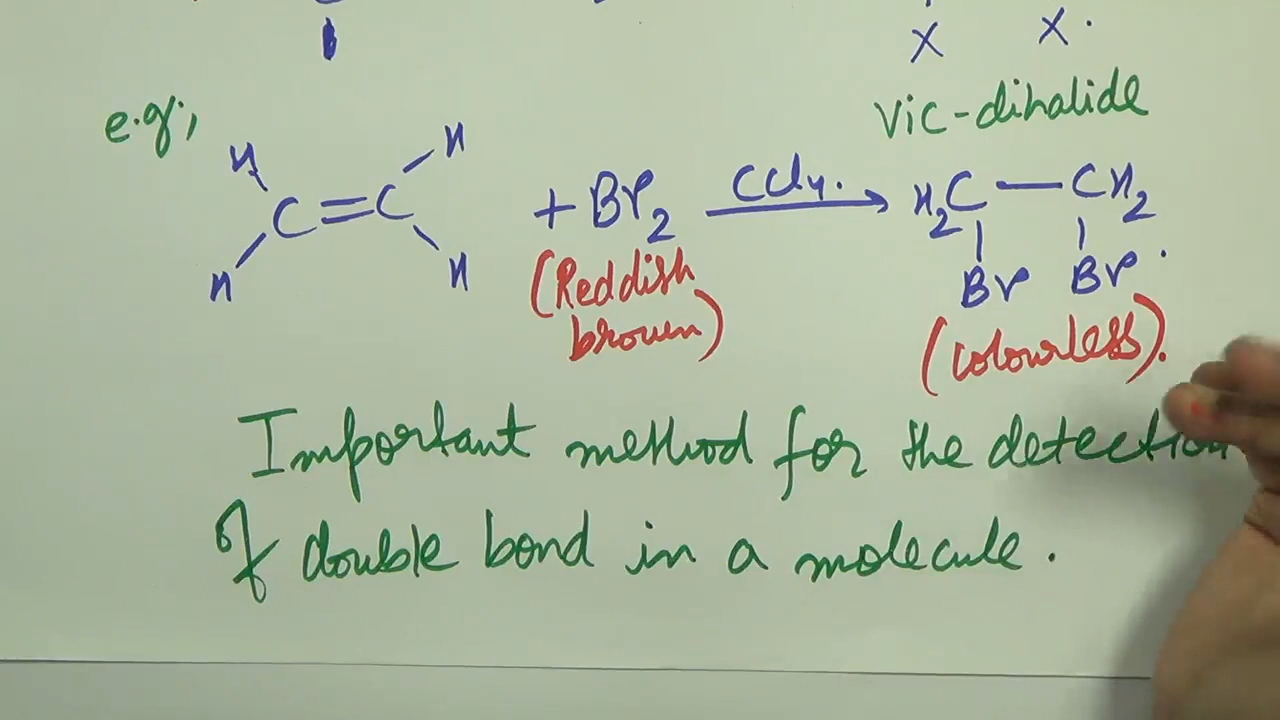 X X.
Vic-dihalide
e.g;
H H
C=C + Br2 CCl4. H2C — CH2
H H Br Br.
(Reddish
brown) (colourless).
Important method for the detection
of double bond in a molecule.